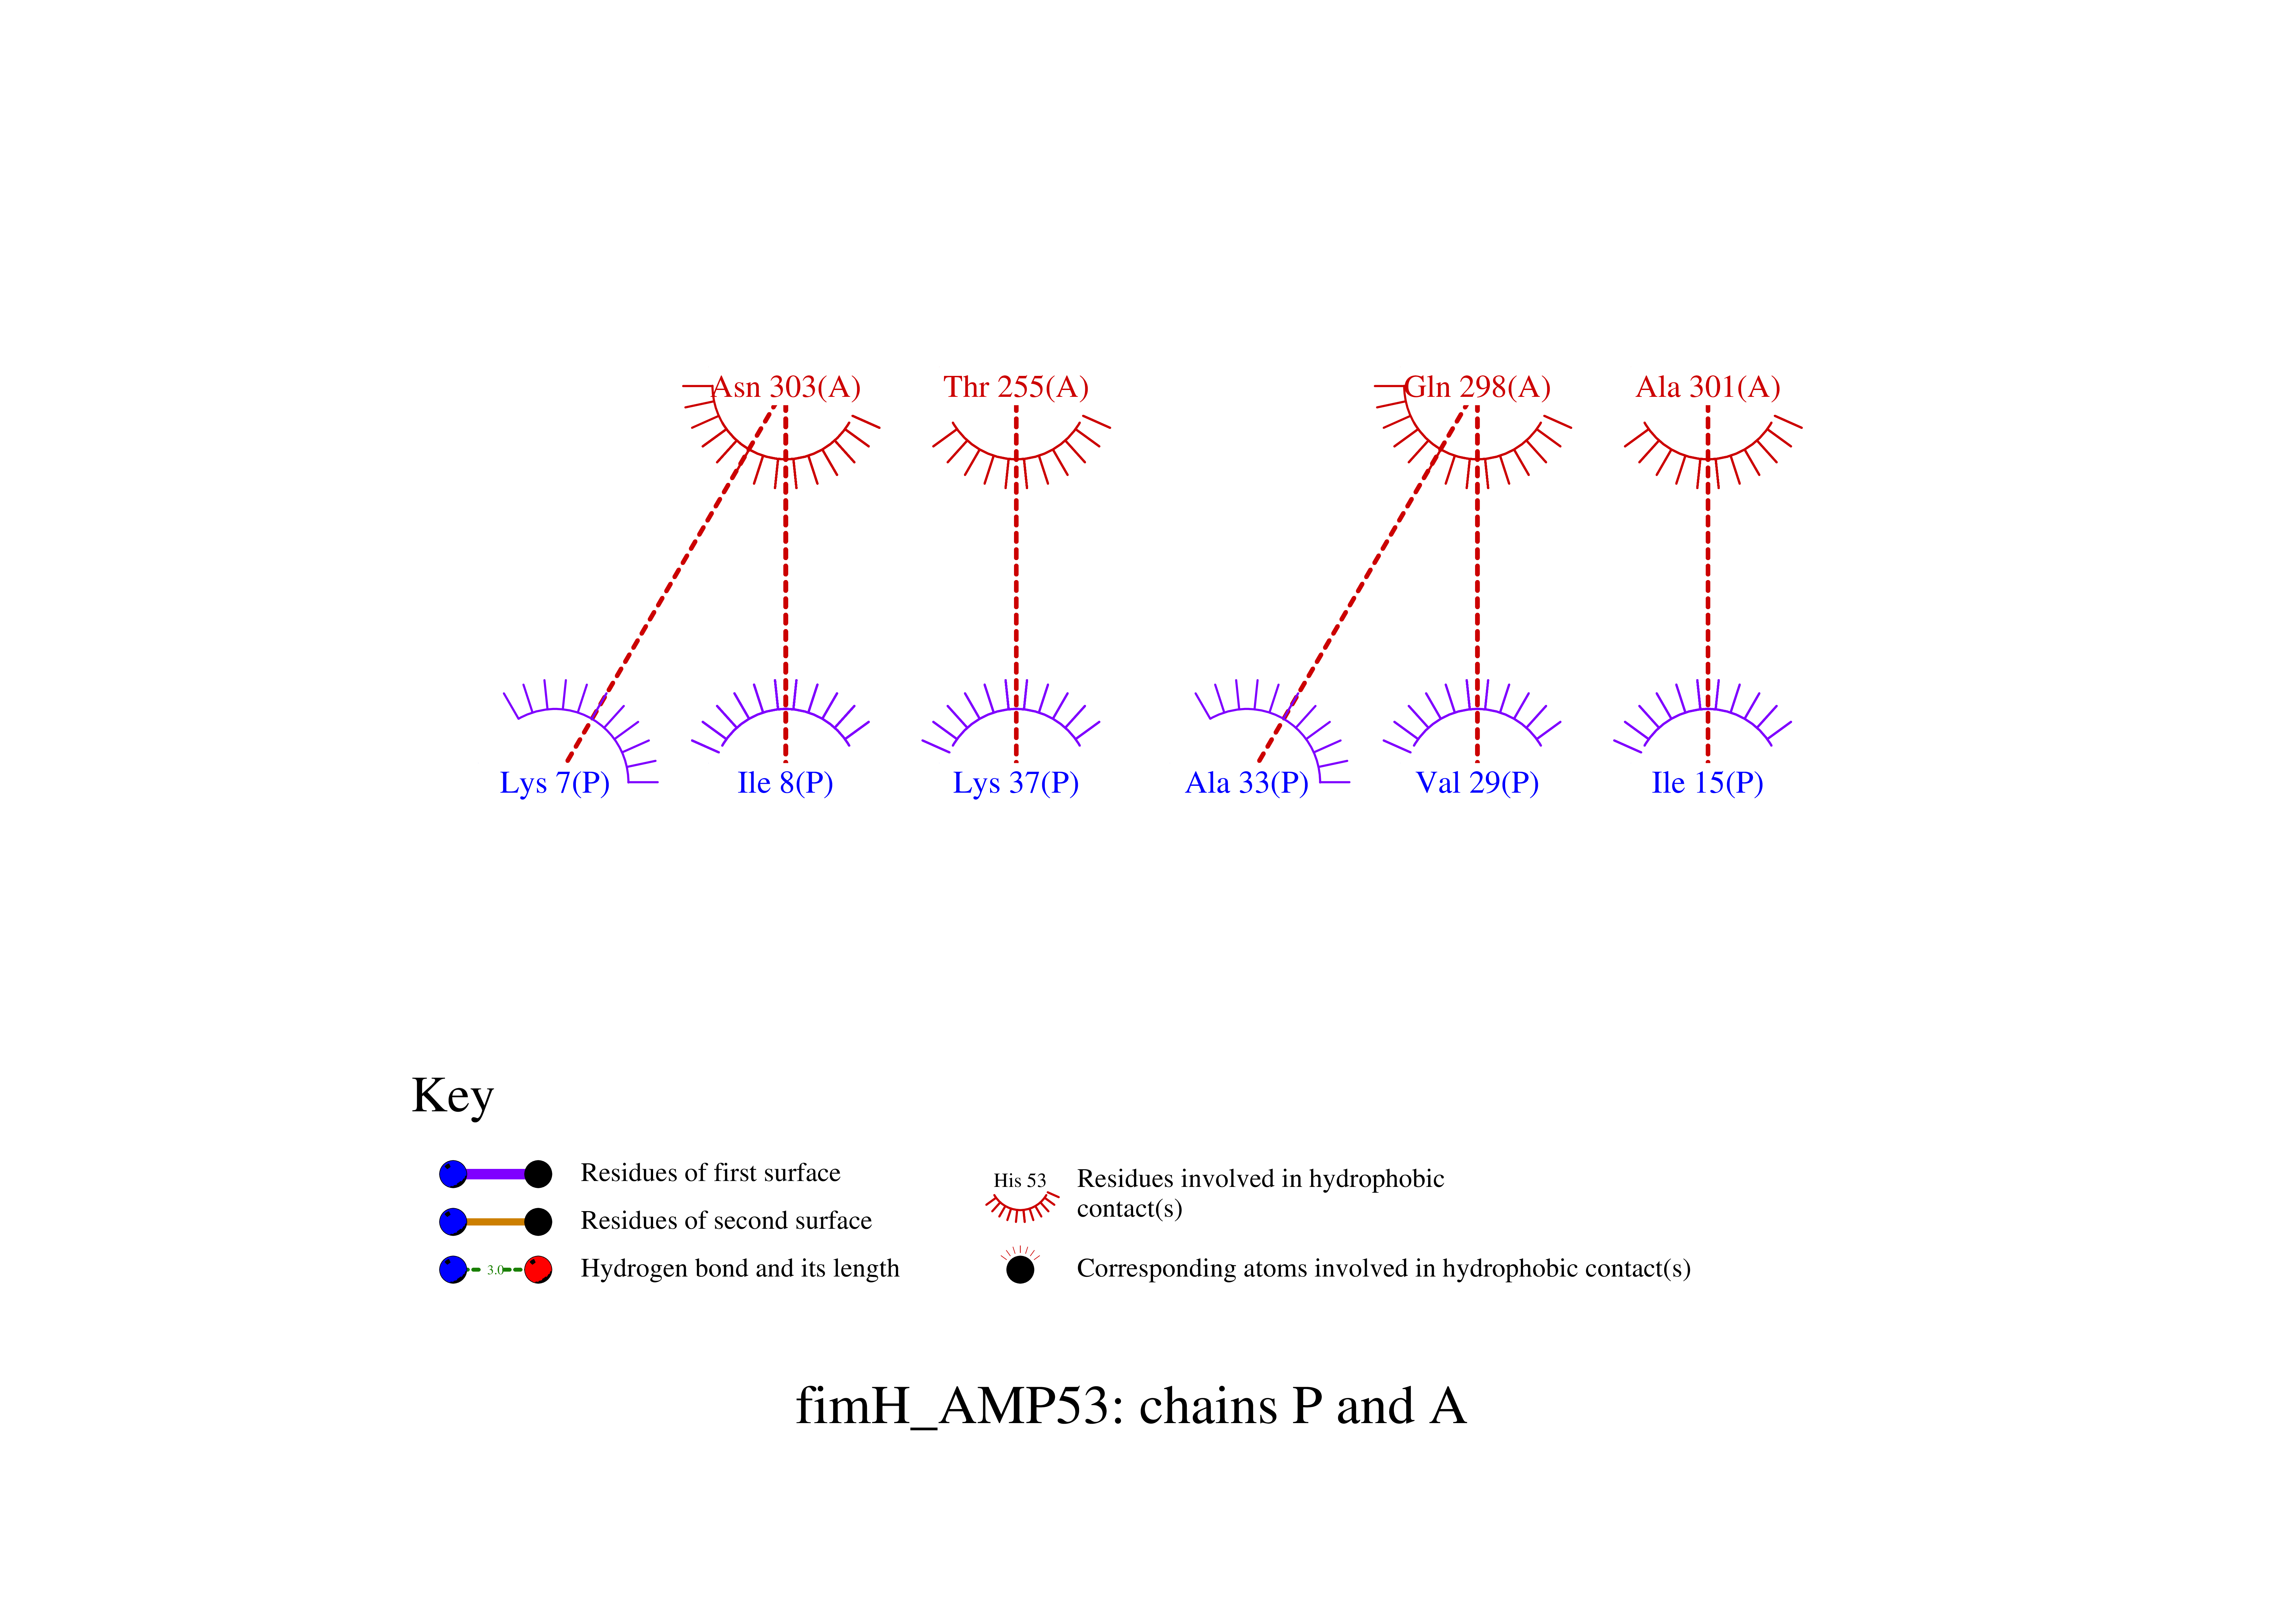 Asn 303(A) Thr 255(A) Gln 298(A) Ala 301(A)
Lys 7(P) Ile 8(P) Lys 37(P) Ala 33(P) Val 29(P) Ile 15(P)
Key
Residues of first surface
Residues of second surface
3.0 Hydrogen bond and its length
His 53 Residues involved in hydrophobic
contact(s)
Corresponding atoms involved in hydrophobic contact(s)
fimH_AMP53: chains P and A